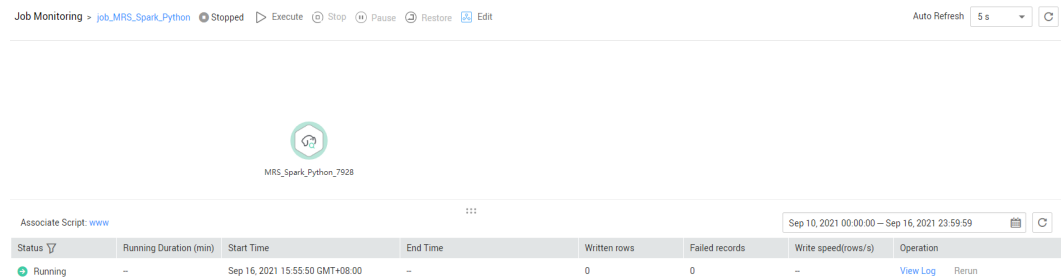 Job Monitoring > job_MRS_Spark_Python Stopped Execute Stop Pause Restore Edit Auto Refresh 5 s
MRS_Spark_Python_7928
Associate Script: www Sep 10, 2021 00:00:00 — Sep 16, 2021 23:59:59
Status Running Duration (min) Start Time End Time Written rows Failed records Write speed(rows/s) Operation
Running -- Sep 16, 2021 15:55:50 GMT+08:00 -- 0 0 -- View Log Rerun